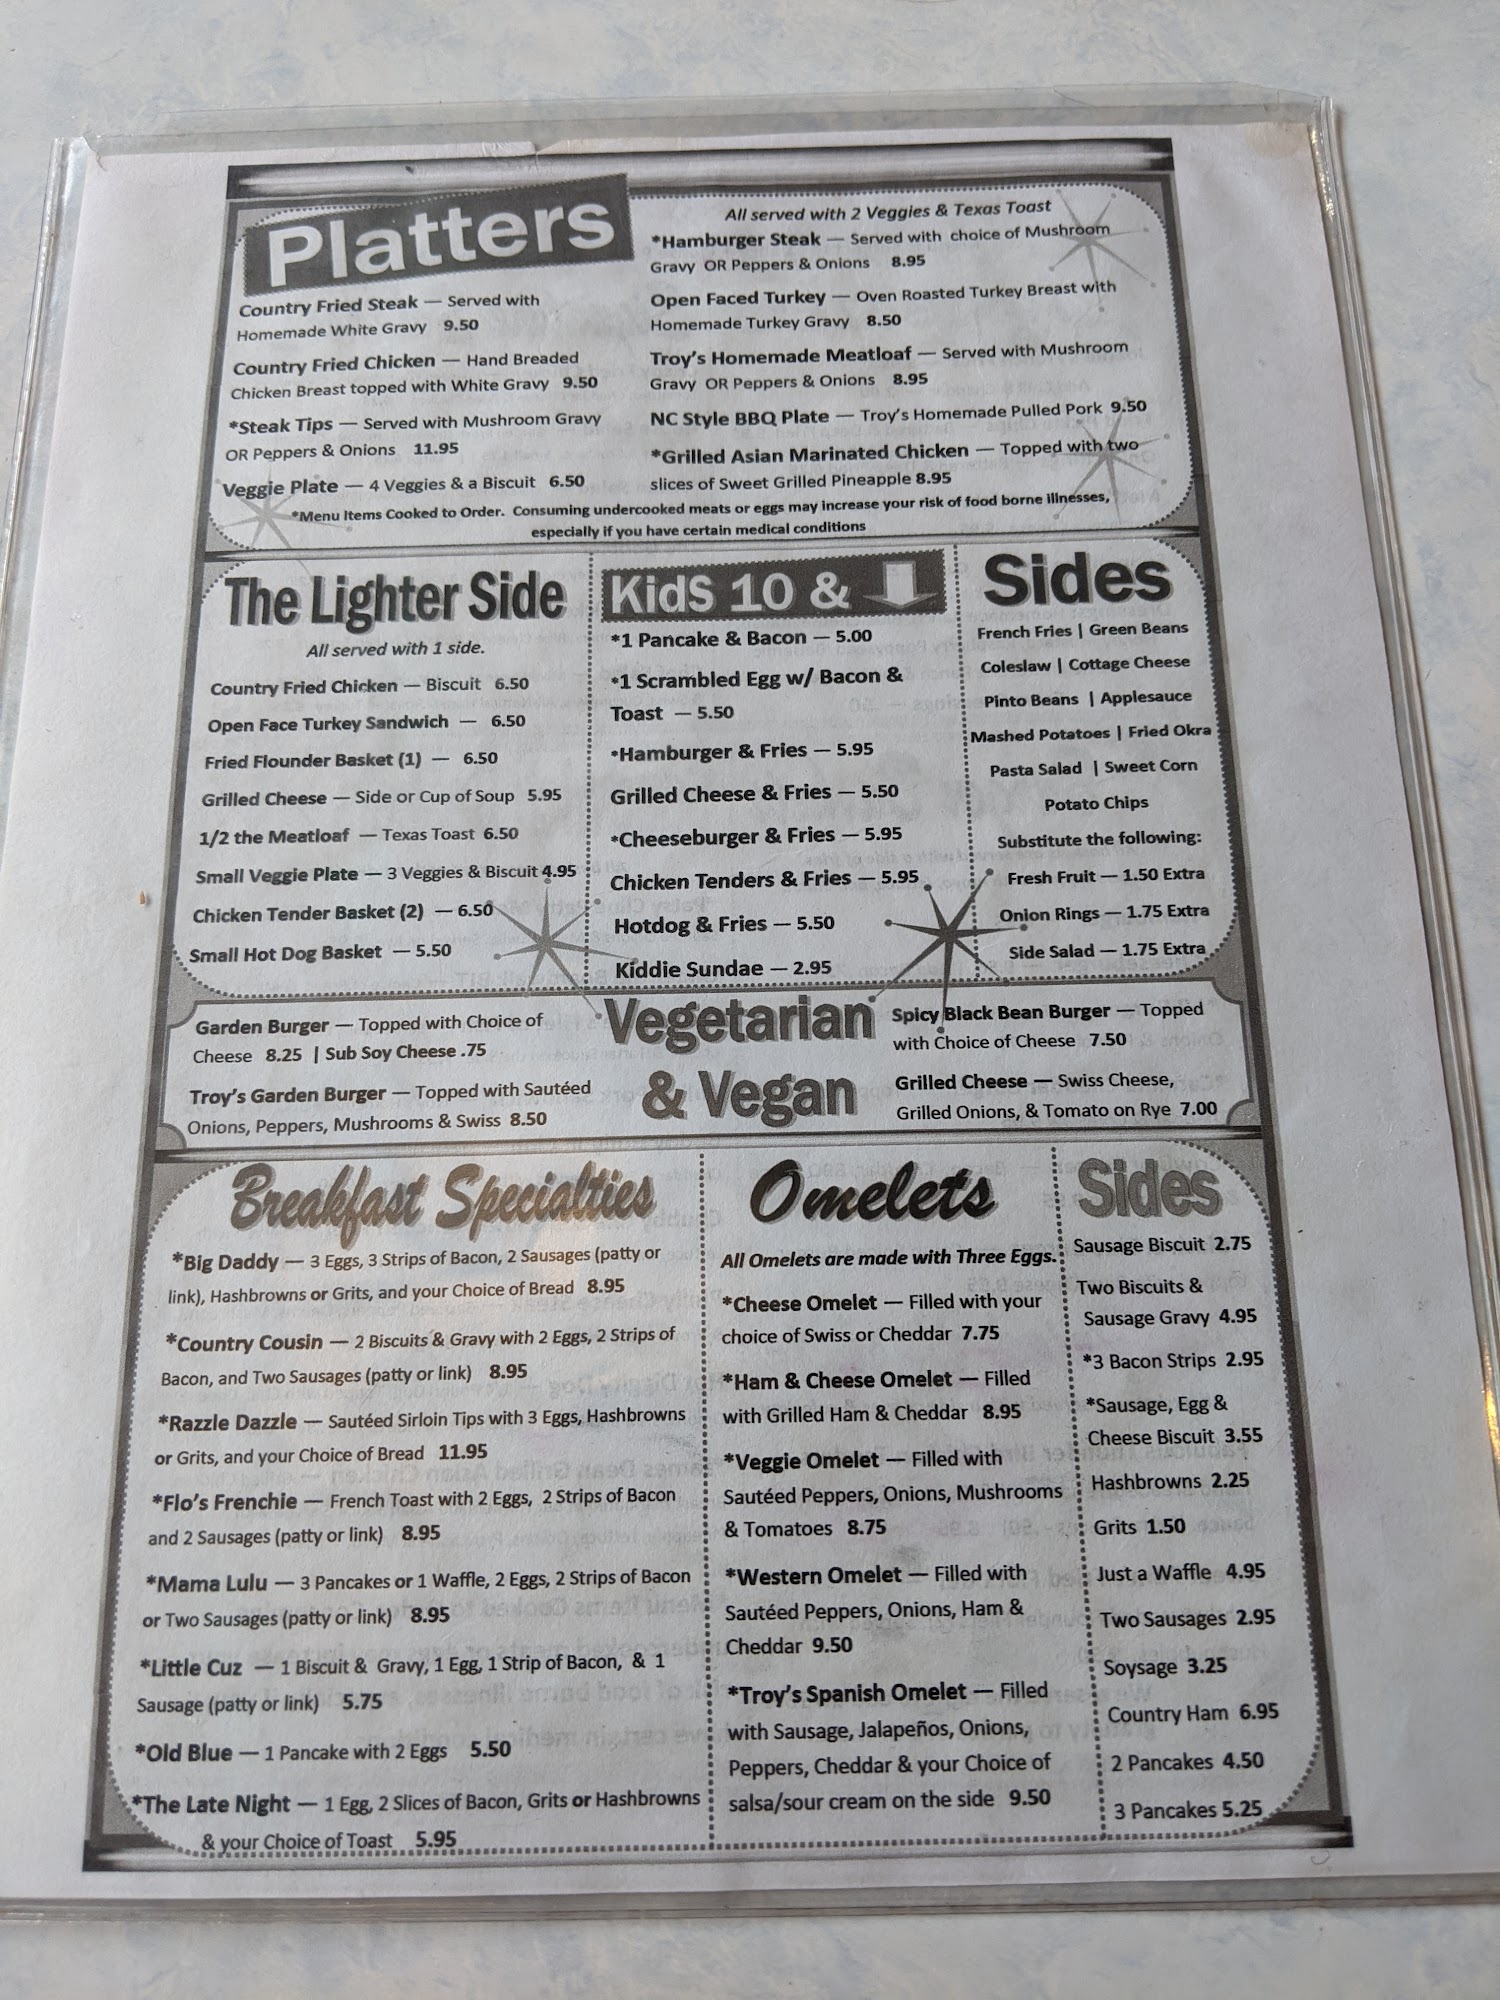 Platters
Country Fried Steak — Served with
Homemade White Gravy 9.50
Country Fried Chicken — Hand Breaded
Chicken Breast topped with White Gravy 9.50
*Steak Tips — Served with Mushroom Gravy
OR Peppers & Onions 11.95
Veggie Plate — 4 Veggies & a Biscuit 6.50
All served with 2 Veggies & Texas Toast
*Hamburger Steak — Served with choice of Mushroom
Gravy OR Peppers & Onions 8.95
Open Faced Turkey — Oven Roasted Turkey Breast with
Homemade Turkey Gravy 8.50
Troy's Homemade Meatloaf — Served with Mushroom
Gravy OR Peppers & Onions 8.95
NC Style BBQ Plate — Troy's Homemade Pulled Pork 9.50
*Grilled Asian Marinated Chicken — Topped with two
slices of Sweet Grilled Pineapple 8.95
*Menu Items Cooked to Order. Consuming undercooked meats or eggs may increase your risk of food borne illnesses,
especially if you have certain medical conditions
The Lighter Side
All served with 1 side.
Country Fried Chicken — Biscuit 6.50
Open Face Turkey Sandwich — 6.50
Fried Flounder Basket (1) — 6.50
Grilled Cheese — Side or Cup of Soup 5.95
1/2 the Meatloaf — Texas Toast 6.50
Small Veggie Plate — 3 Veggies & Biscuit 4.95
Chicken Tender Basket (2) — 6.50
Small Hot Dog Basket — 5.50
KidS 10 &
*1 Pancake & Bacon — 5.00
*1 Scrambled Egg w/ Bacon &
Toast — 5.50
*Hamburger & Fries — 5.95
Grilled Cheese & Fries — 5.50
*Cheeseburger & Fries — 5.95
Chicken Tenders & Fries — 5.95
Hotdog & Fries — 5.50
Kiddie Sundae — 2.95
Sides
French Fries | Green Beans
Coleslaw | Cottage Cheese
Pinto Beans | Applesauce
Mashed Potatoes | Fried Okra
Pasta Salad | Sweet Corn
Potato Chips
Substitute the following:
Fresh Fruit — 1.50 Extra
Onion Rings — 1.75 Extra
Side Salad — 1.75 Extra
Vegetarian
& Vegan
Garden Burger — Topped with Choice of
Cheese 8.25 | Sub Soy Cheese .75
Troy's Garden Burger — Topped with Sautéed
Onions, Peppers, Mushrooms & Swiss 8.50
Spicy Black Bean Burger — Topped
with Choice of Cheese 7.50
Grilled Cheese — Swiss Cheese,
Grilled Onions, & Tomato on Rye 7.00
Breakfast Specialties
*Big Daddy — 3 Eggs, 3 Strips of Bacon, 2 Sausages (patty or
link), Hashbrowns or Grits, and your Choice of Bread 8.95
*Country Cousin — 2 Biscuits & Gravy with 2 Eggs, 2 Strips of
Bacon, and Two Sausages (patty or link) 8.95
*Razzle Dazzle — Sautéed Sirloin Tips with 3 Eggs, Hashbrowns
or Grits, and your Choice of Bread 11.95
*Flo's Frenchie — French Toast with 2 Eggs, 2 Strips of Bacon
and 2 Sausages (patty or link) 8.95
*Mama Lulu — 3 Pancakes or 1 Waffle, 2 Eggs, 2 Strips of Bacon
or Two Sausages (patty or link) 8.95
*Little Cuz — 1 Biscuit & Gravy, 1 Egg, 1 Strip of Bacon, & 1
Sausage (patty or link) 5.75
*Old Blue — 1 Pancake with 2 Eggs 5.50
*The Late Night — 1 Egg, 2 Slices of Bacon, Grits or Hashbrowns
& your Choice of Toast 5.95
Omelets
All Omelets are made with Three Eggs.
*Cheese Omelet — Filled with your
choice of Swiss or Cheddar 7.75
*Ham & Cheese Omelet — Filled
with Grilled Ham & Cheddar 8.95
*Veggie Omelet — Filled with
Sautéed Peppers, Onions, Mushrooms
& Tomatoes 8.75
*Western Omelet — Filled with
Sautéed Peppers, Onions, Ham &
Cheddar 9.50
*Troy's Spanish Omelet — Filled
with Sausage, Jalapeños, Onions,
Peppers, Cheddar & your Choice of
salsa/sour cream on the side 9.50
Sides
Sausage Biscuit 2.75
Two Biscuits &
Sausage Gravy 4.95
*3 Bacon Strips 2.95
*Sausage, Egg &
Cheese Biscuit 3.55
Hashbrowns 2.25
Grits 1.50
Just a Waffle 4.95
Two Sausages 2.95
Soysage 3.25
Country Ham 6.95
2 Pancakes 4.50
3 Pancakes 5.25